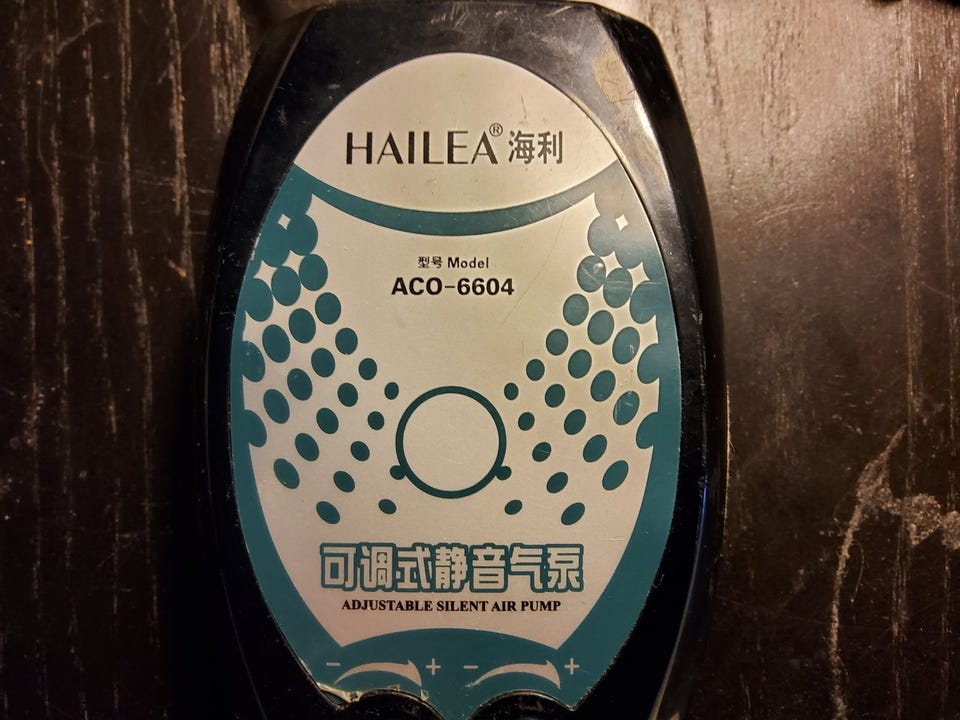 HAILEA® 海利
型号 Model
ACO-6604
可调式静音气泵
ADJUSTABLE SILENT AIR PUMP
− + − +